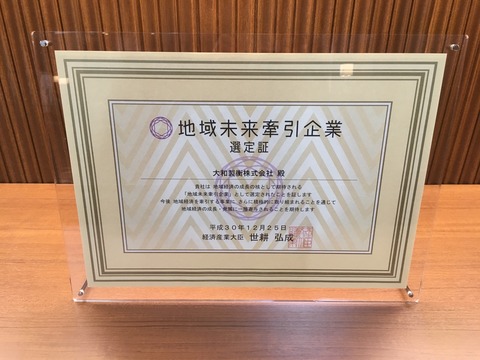 地域未来牽引企業
選定証
大和製衡株式会社 殿
貴社は 地域経済の成長の核として期待される
「地域未来牽引企業」として選定されたことを証します
今後 地域経済を牽引する事業に さらに積極的に取り組まれることを通じて
地域経済の成長・発展に一層寄与されることを期待します
平成30年12月25日
経済産業大臣 世耕 弘成